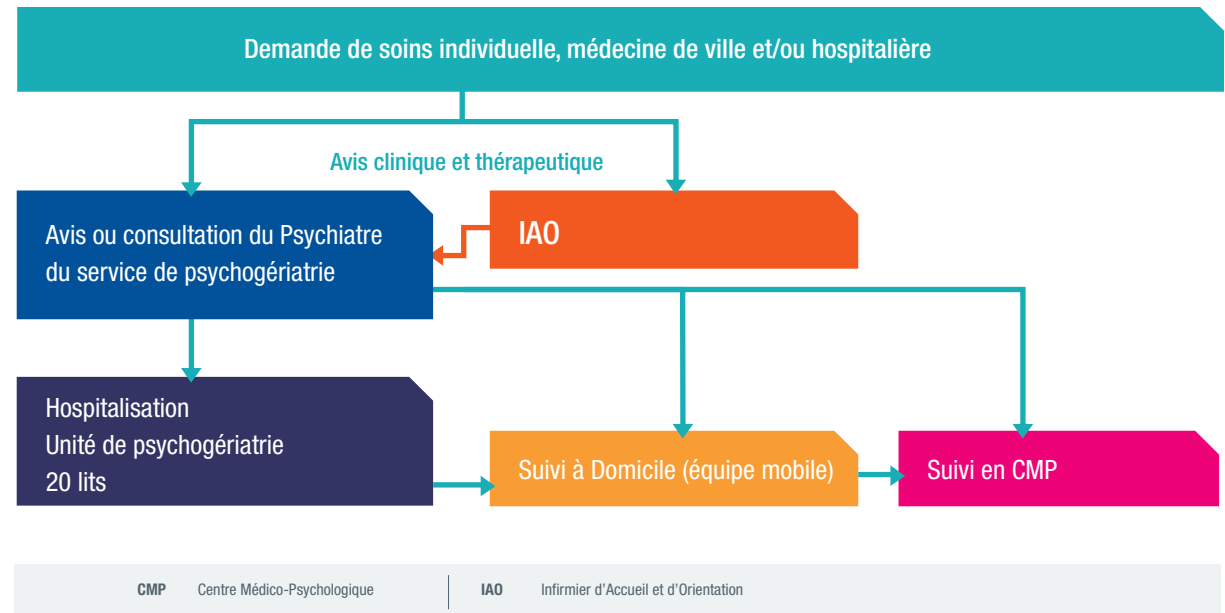 Demande de soins individuelle, médecine de ville et/ou hospitalière
Avis clinique et thérapeutique
Avis ou consultation du Psychiatre
du service de psychogériatrie
IAO
Hospitalisation
Unité de psychogériatrie
20 lits
Suivi à Domicile (équipe mobile)
Suivi en CMP
CMP Centre Médico-Psychologique
IAO Infirmier d'Accueil et d'Orientation